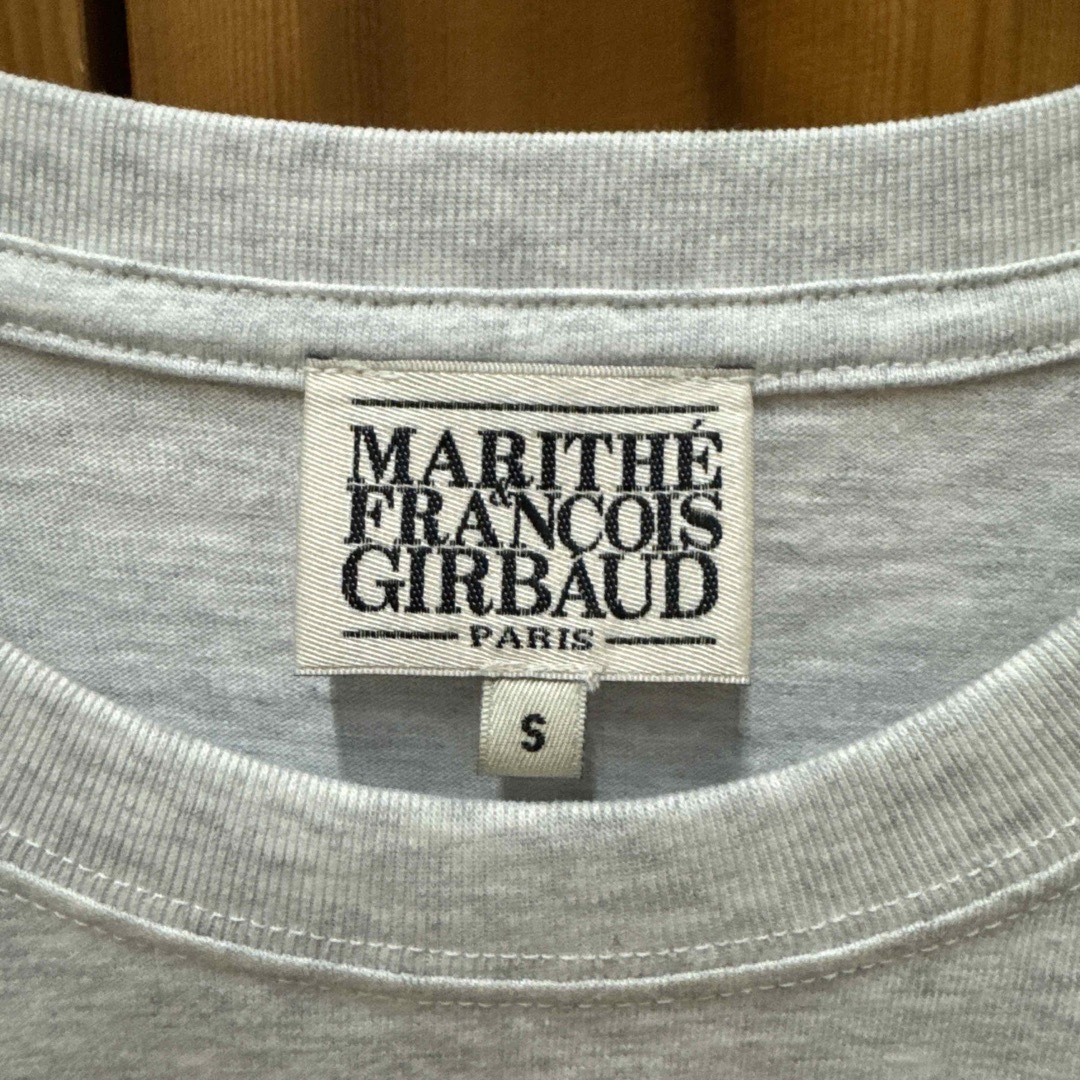 MARITHÉ
&
FRANÇOIS
GIRBAUD
PARIS
S